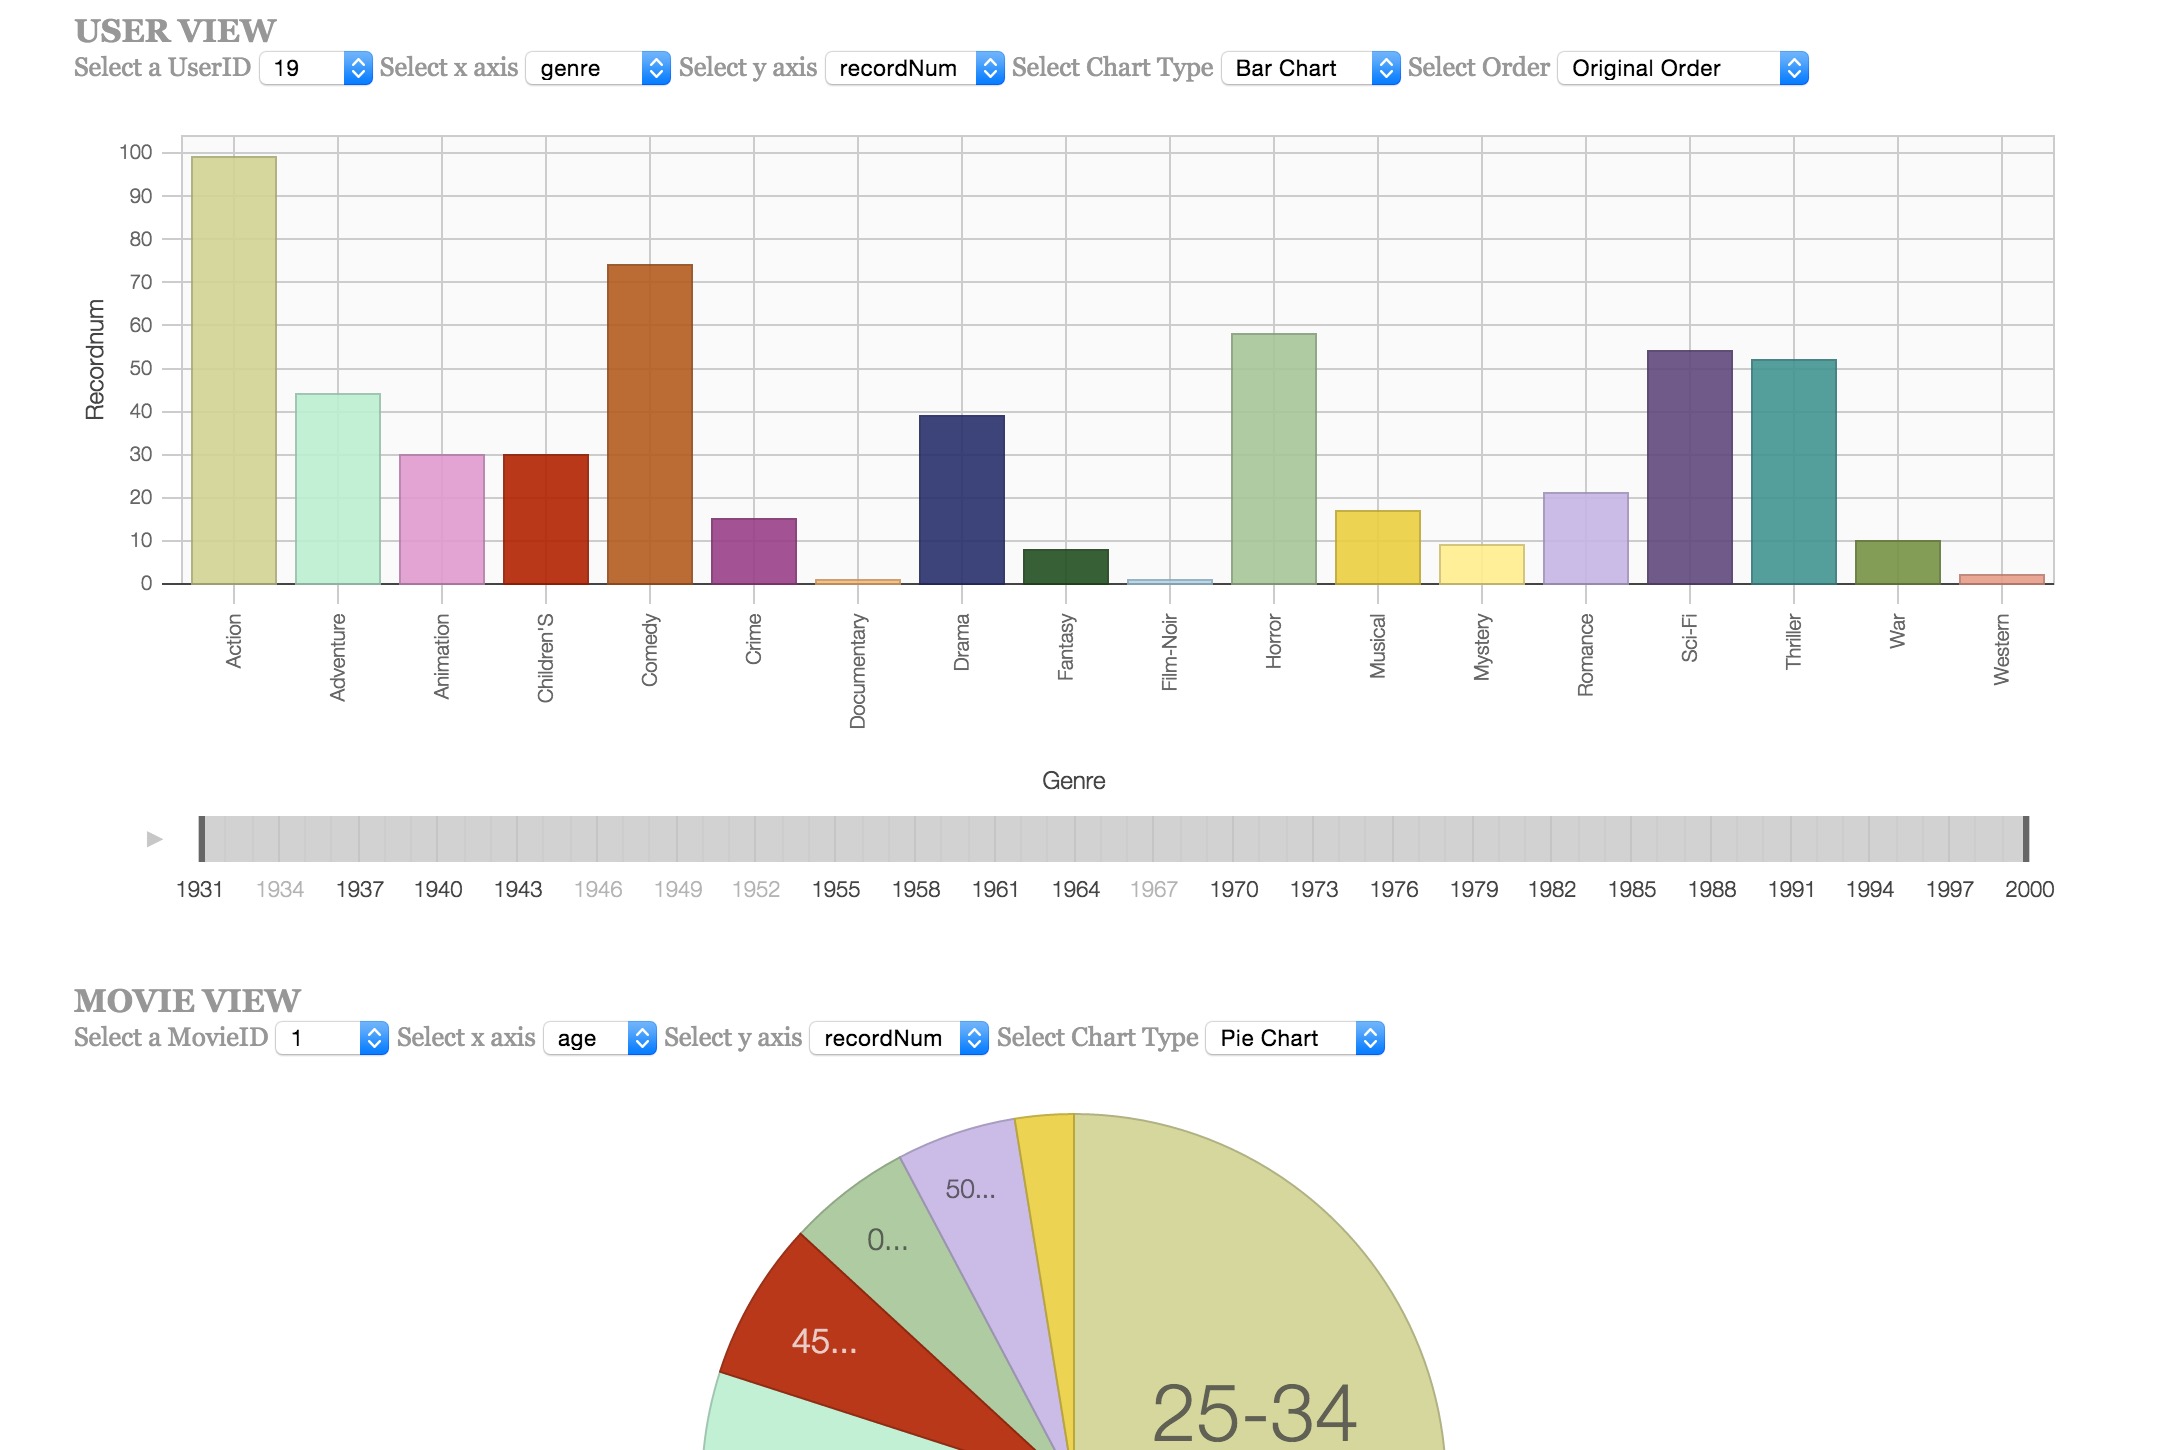 USER VIEW
Select a UserID 19 Select x axis genre Select y axis recordNum Select Chart Type Bar Chart Select Order Original Order
100
90
80
70
60
50
40
30
20
10
0
Recordnum
Action Adventure Animation Children'S Comedy Crime Documentary Drama Fantasy Film-Noir Horror Musical Mystery Romance Sci-Fi Thriller War Western
Genre
1931 1934 1937 1940 1943 1946 1949 1952 1955 1958 1961 1964 1967 1970 1973 1976 1979 1982 1985 1988 1991 1994 1997 2000
MOVIE VIEW
Select a MovieID 1 Select x axis age Select y axis recordNum Select Chart Type Pie Chart
50...
0...
45...
25-34